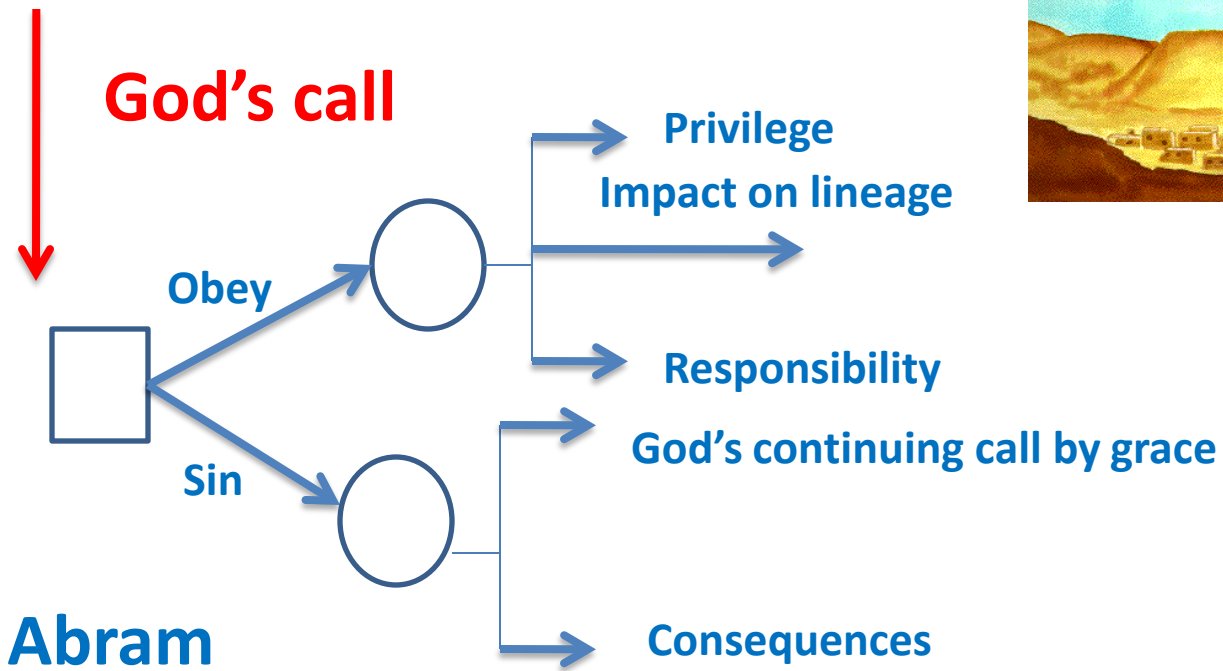 God’s call
Privilege
Impact on lineage
Obey
Responsibility
God’s continuing call by grace
Sin
Consequences
Abram